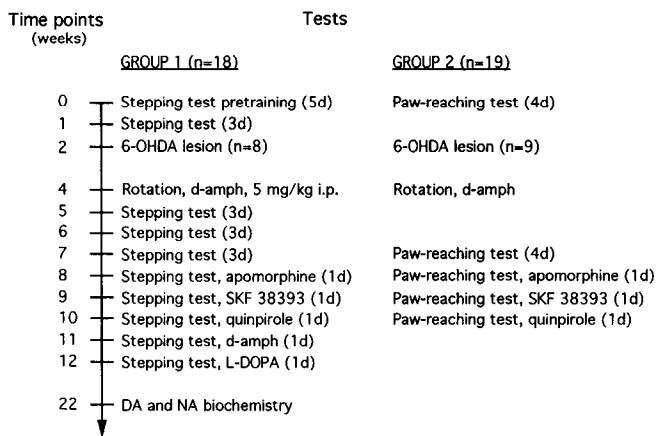 Time points Tests
(weeks)
GROUP 1 (n=18) GROUP 2 (n=19)
0 Stepping test pretraining (5d) Paw-reaching test (4d)
1 Stepping test (3d)
2 6-OHDA lesion (n=8) 6-OHDA lesion (n=9)
4 Rotation, d-amph, 5 mg/kg i.p. Rotation, d-amph
5 Stepping test (3d)
6 Stepping test (3d)
7 Stepping test (3d) Paw-reaching test (4d)
8 Stepping test, apomorphine (1d) Paw-reaching test, apomorphine (1d)
9 Stepping test, SKF 38393 (1d) Paw-reaching test, SKF 38393 (1d)
10 Stepping test, quinpirole (1d) Paw-reaching test, quinpirole (1d)
11 Stepping test, d-amph (1d)
12 Stepping test, L-DOPA (1d)
22 DA and NA biochemistry